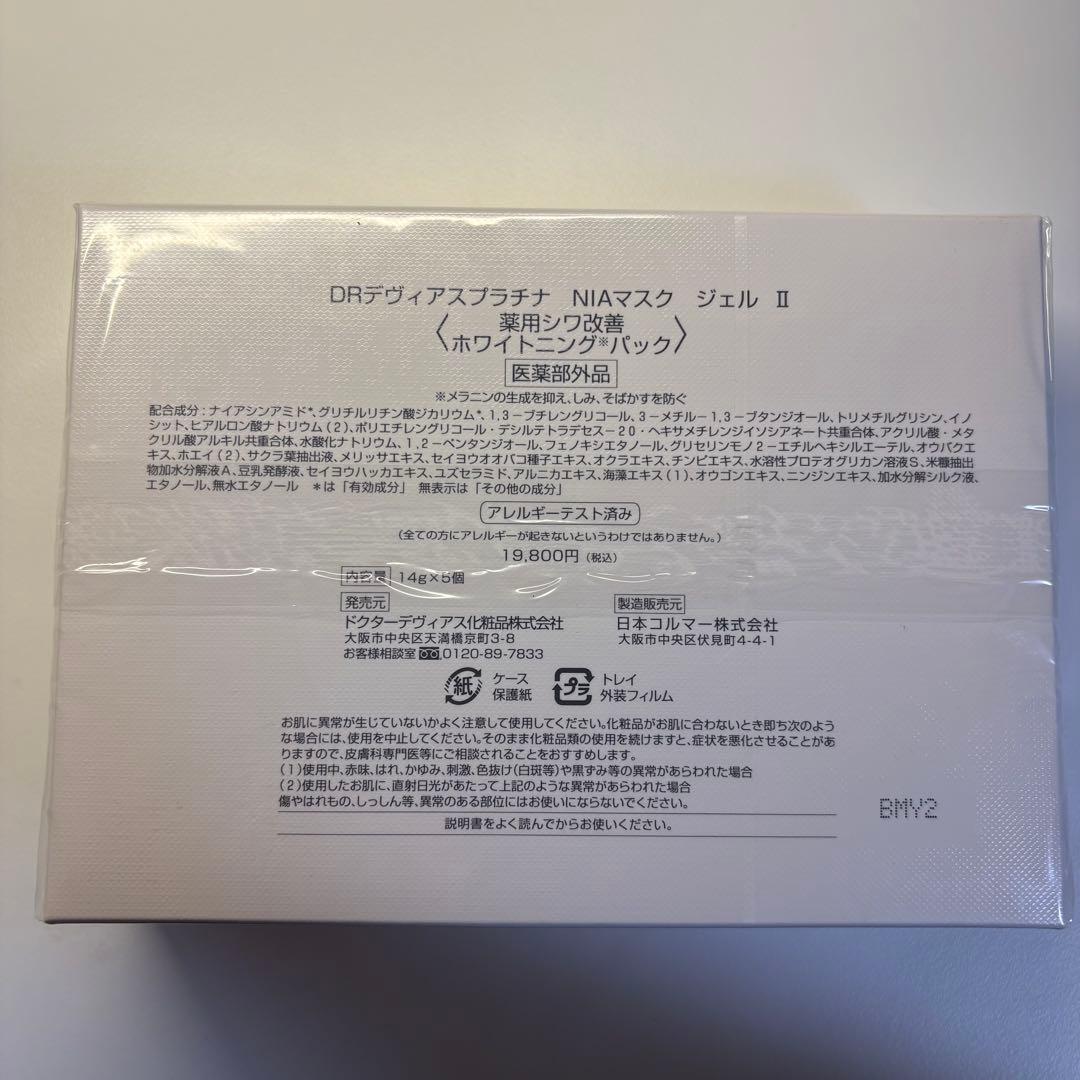 DRデヴィアスプラチナ　NIAマスク　ジェル　Ⅱ
〈薬用シワ改善
ホワイトニング※パック〉
医薬部外品
※メラニンの生成を抑え、しみ、そばかすを防ぐ
配合成分：ナイアシンアミド*、グリチルリチン酸ジカリウム*、1,3－ブチレングリコール、3－メチル－1,3－ブタンジオール、トリメチルグリシン、イノ
シット、ヒアルロン酸ナトリウム（2）、ポリエチレングリコール・デシルテトラデセス－20・ヘキサメチレンジイソシアネート共重合体、アクリル酸・メタ
クリル酸アルキル共重合体、水酸化ナトリウム、1,2－ペンタンジオール、フェノキシエタノール、グリセリンモノ2－エチルヘキシルエーテル、オウバクエ
キス、ホエイ（2）、サクラ葉抽出液、メリッサエキス、セイヨウオオバコ種子エキス、オクラエキス、チンピエキス、水溶性プロテオグリカン溶液S、米糠抽出
物加水分解液A、豆乳発酵液、セイヨウハッカエキス、ユズセラミド、アルニカエキス、海藻エキス（1）、オウゴンエキス、ニンジンエキス、加水分解シルク液、
エタノール、無水エタノール　＊は「有効成分」　無表示は「その他の成分」
アレルギーテスト済み
（全ての方にアレルギーが起きないというわけではありません。）
19,800円（税込）
内容量 14g×5個
発売元
ドクターデヴィアス化粧品株式会社
大阪市中央区天満橋京町3-8
お客様相談室 0120-89-7833
製造販売元
日本コルマー株式会社
大阪市中央区伏見町4-4-1
紙 ケース
保護紙
プラ トレイ
外装フィルム
お肌に異常が生じていないかよく注意して使用してください。化粧品がお肌に合わないとき即ち次のよう
な場合には、使用を中止してください。そのまま化粧品類の使用を続けますと、症状を悪化させることがあ
りますので、皮膚科専門医等にご相談されることをおすすめします。
（1）使用中、赤味、はれ、かゆみ、刺激、色抜け（白斑等）や黒ずみ等の異常があらわれた場合
（2）使用したお肌に、直射日光があたって上記のような異常があらわれた場合
傷やはれもの、しっしん等、異常のある部位にはお使いにならないでください。
説明書をよく読んでからお使いください。
BMY2